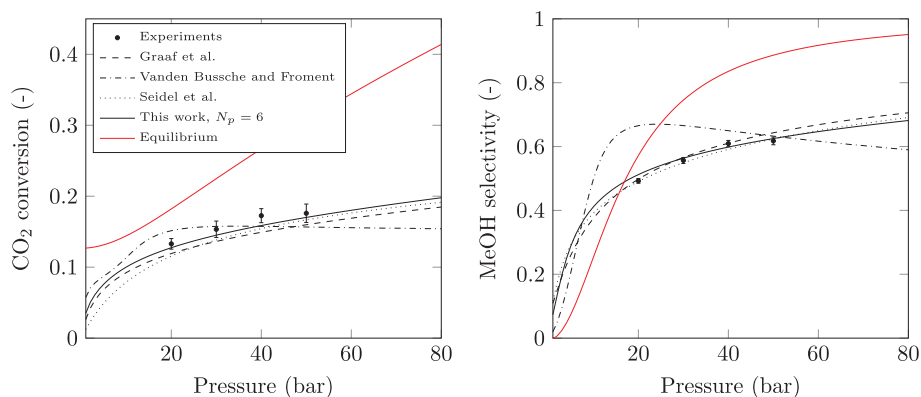 0.4
0.3
0.2
0.1
0
20
40
60
80
CO2 conversion (-)
Pressure (bar)
Experiments
Graaf et al.
Vanden Bussche and Froment
Seidel et al.
This work, Np = 6
Equilibrium
1
0.8
0.6
0.4
0.2
0
20
40
60
80
MeOH selectivity (-)
Pressure (bar)